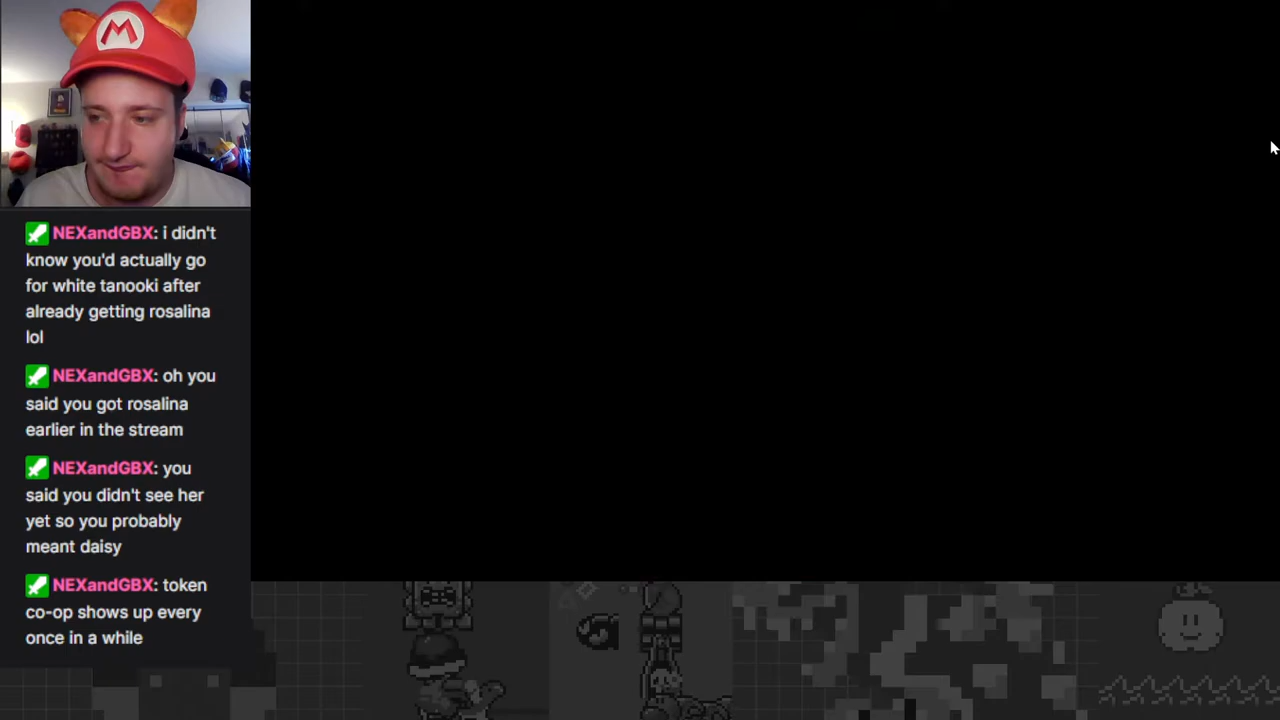 M
NEXandGBX: i didn't
know you'd actually go
for white tanooki after
already getting rosalina
lol
NEXandGBX: oh you
said you got rosalina
earlier in the stream
NEXandGBX: you
said you didn't see her
yet so you probably
meant daisy
NEXandGBX: token
co-op shows up every
once in a while